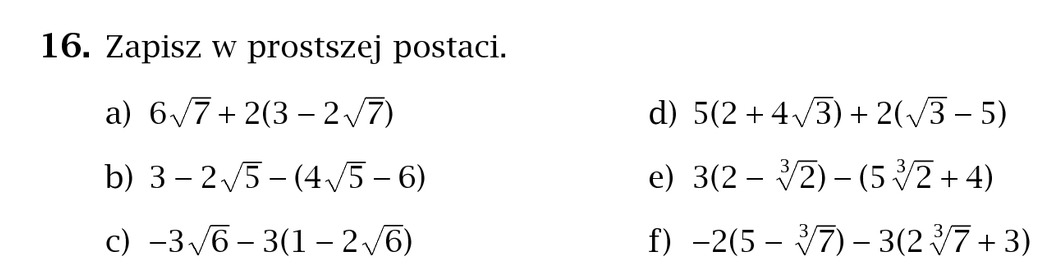 16. Zapisz w prostszej postaci.
a) 6√7 + 2(3 – 2√7)
d) 5(2 + 4√3) + 2(√3 – 5)
b) 3 – 2√5 – (4√5 – 6)
e) 3(2 – ∛2) – (5∛2 + 4)
c) –3√6 – 3(1 – 2√6)
f) –2(5 – ∛7) – 3(2∛7 + 3)